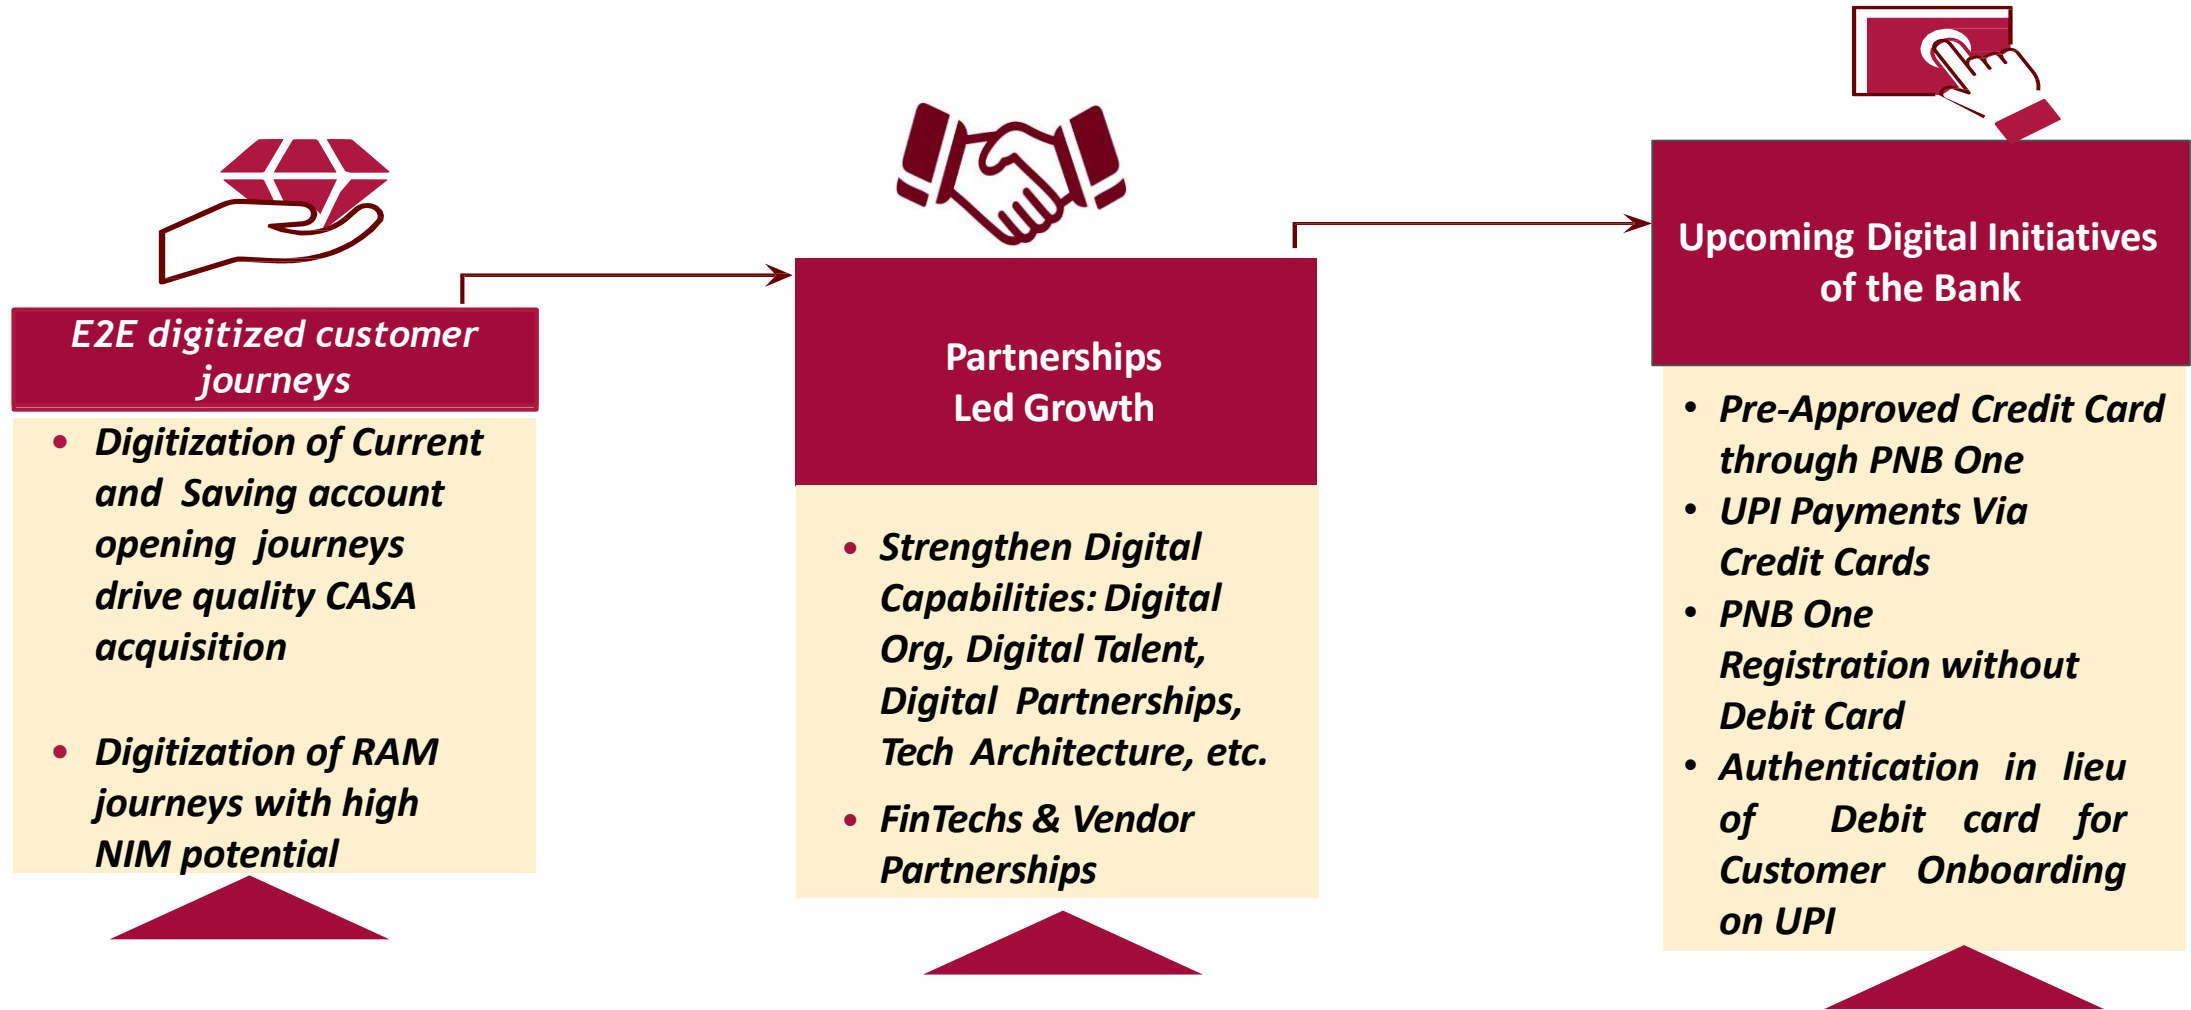 E2E digitized customer
journeys
• Digitization of Current
and Saving account
opening journeys
drive quality CASA
acquisition
• Digitization of RAM
journeys with high
NIM potential
Partnerships
Led Growth
• Strengthen Digital
Capabilities: Digital
Org, Digital Talent,
Digital Partnerships,
Tech Architecture, etc.
• FinTechs & Vendor
Partnerships
Upcoming Digital Initiatives
of the Bank
• Pre-Approved Credit Card
through PNB One
• UPI Payments Via
Credit Cards
• PNB One
Registration without
Debit Card
• Authentication in lieu
of Debit card for
Customer Onboarding
on UPI